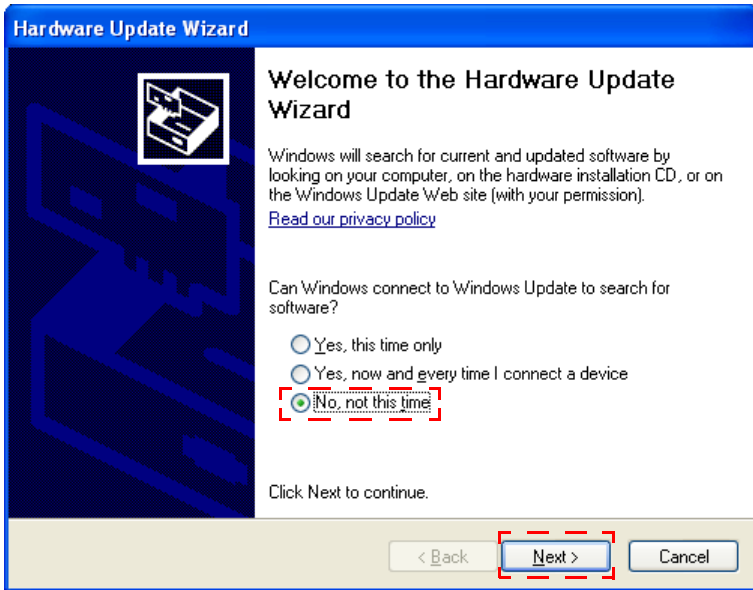 Hardware Update Wizard
Welcome to the Hardware Update
Wizard
Windows will search for current and updated software by
looking on your computer, on the hardware installation CD, or on
the Windows Update Web site (with your permission).
Read our privacy policy
Can Windows connect to Windows Update to search for
software?
Yes, this time only
Yes, now and every time I connect a device
No, not this time
Click Next to continue.
< Back
Next >
Cancel